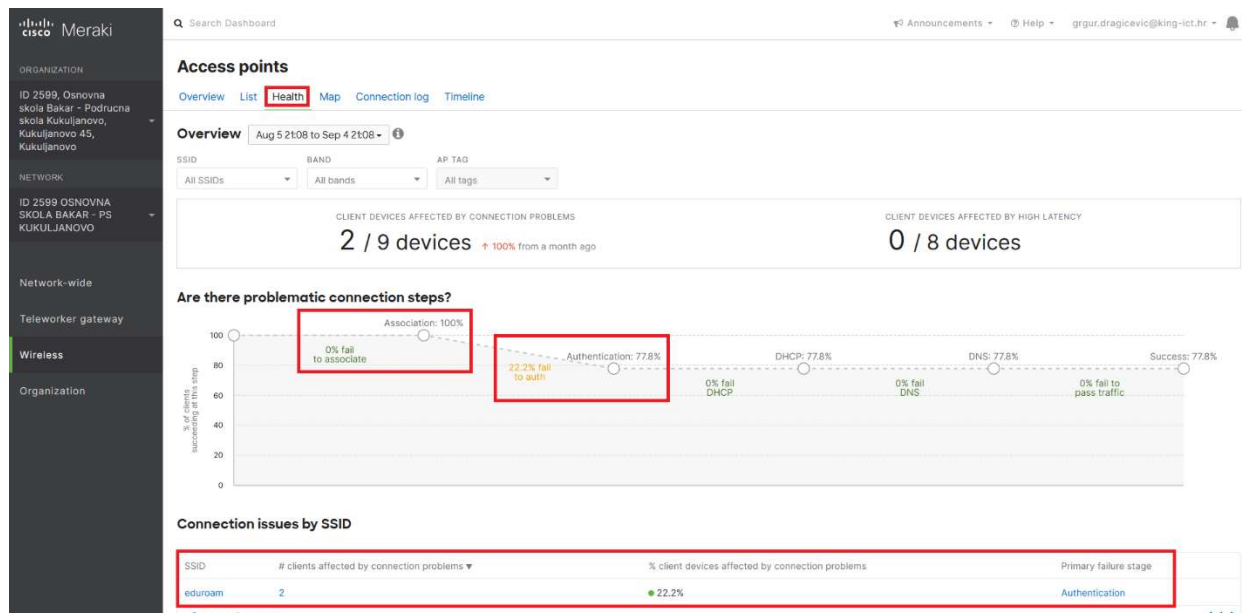 cisco Meraki
Search Dashboard
Announcements
Help
grgur.dragicevic@king-ict.hr
ORGANIZATION
ID 2599, Osnovna
skola Bakar - Podrucna
skola Kukuljanovo,
Kukuljanovo 45,
Kukuljanovo
NETWORK
ID 2599 OSNOVNA
SKOLA BAKAR - PS
KUKULJANOVO
Network-wide
Teleworker gateway
Wireless
Organization
Access points
Overview List Health Map Connection log Timeline
Overview Aug 5 21:08 to Sep 4 21:08
SSID BAND AP TAG
All SSIDs All bands All tags
CLIENT DEVICES AFFECTED BY CONNECTION PROBLEMS
2 / 9 devices ↑ 100% from a month ago
CLIENT DEVICES AFFECTED BY HIGH LATENCY
0 / 8 devices
Are there problematic connection steps?
% of clients
succeeding at this step
100
80
60
40
20
0
Association: 100%
0% fail
to associate
Authentication: 77.8%
22.2% fail
to auth
DHCP: 77.8%
0% fail
DHCP
DNS: 77.8%
0% fail
DNS
Success: 77.8%
0% fail to
pass traffic
Connection issues by SSID
SSID # clients affected by connection problems ▼ % client devices affected by connection problems Primary failure stage
eduroam 2 22.2% Authentication